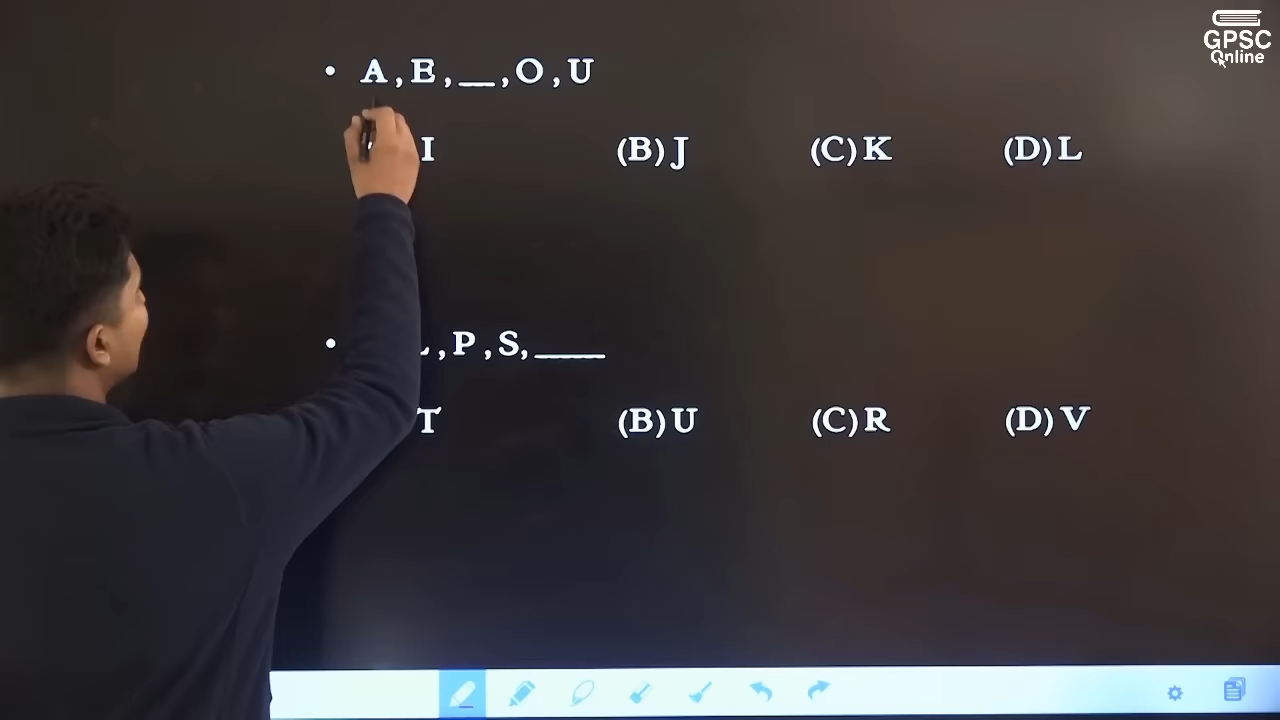 GPSC
Online
• A , E , __ , O , U
I (B) J (C) K (D) L
• , P , S, ____
T (B) U (C) R (D) V